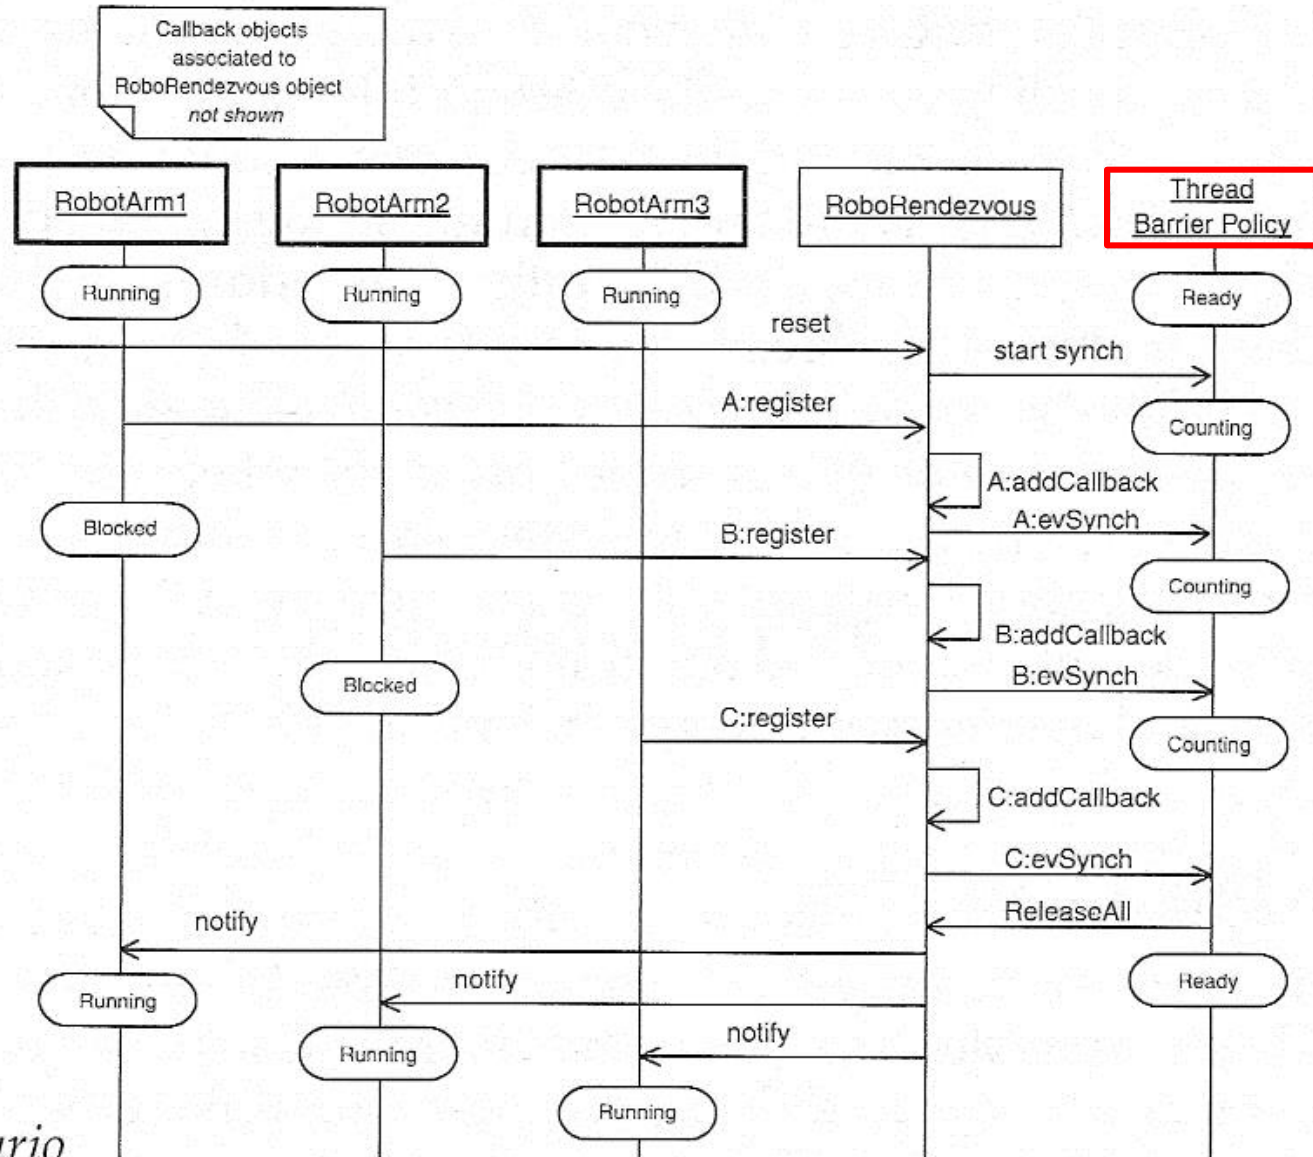 Callback objects
associated to
RoboRendezvous object
not shown
RobotArm1
RobotArm2
RobotArm3
RoboRendezvous
Thread
Barrier Policy
Running
Running
Running
Ready
reset
start synch
A:register
Counting
A:addCallback
Blocked
A:evSynch
B:register
Counting
B:addCallback
B:evSynch
Blocked
C:register
Counting
C:addCallback
C:evSynch
ReleaseAll
notify
Ready
notify
Running
notify
Running
Running